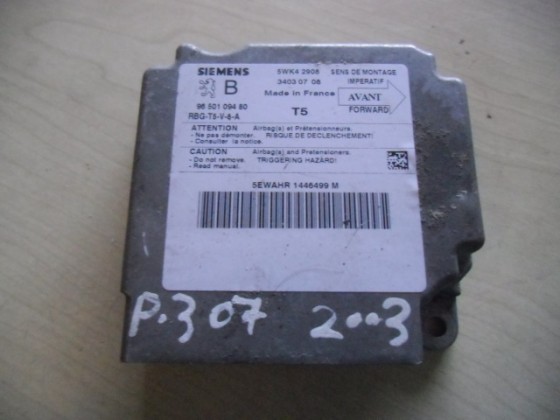 SIEMENS 5WK4 2908 SENS DE MONTAGE
B 3403 07 08 IMPERATIF
Made in France AVANT
96 501 094 80 T5 FORWARD
RBG-T5-V-6-A
ATTENTION Airbag(s) et Prétensionneurs.
- Ne pas démonter. RISQUE DE DECLENCHEMENT!
- Consulter la notice.
CAUTION Airbag(s) and Pretensioners.
- Do not remove. TRIGGERING HAZARD!
- Read manual.
5EWAHR 1446499 M
P.307 2003